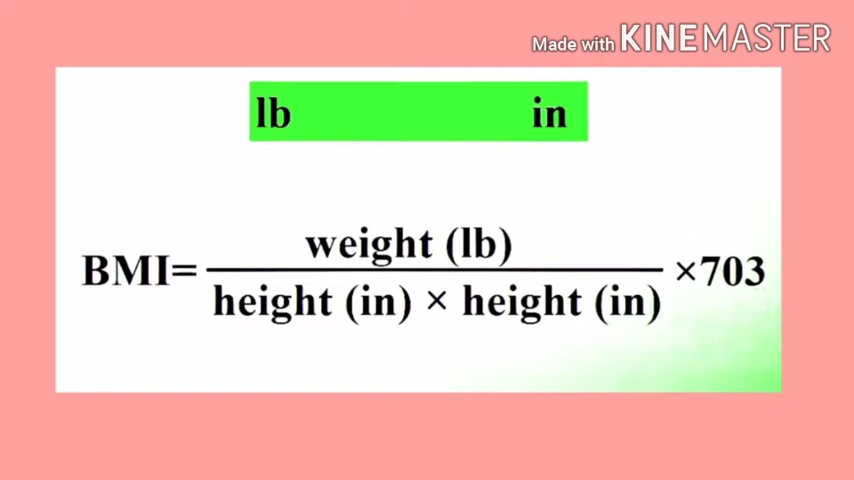 Made with KINEMASTER
lb in
weight (lb)
BMI= ×703
height (in) × height (in)